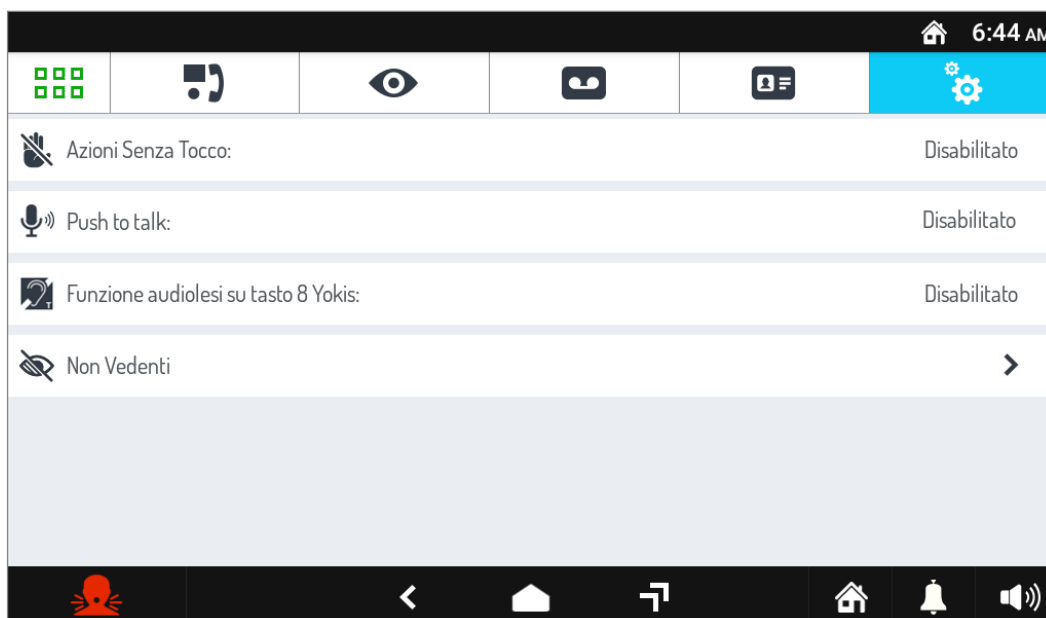 6:44 AM
Azioni Senza Tocco: Disabilitato
Push to talk: Disabilitato
Funzione audiolesi su tasto 8 Yokis: Disabilitato
Non Vedenti